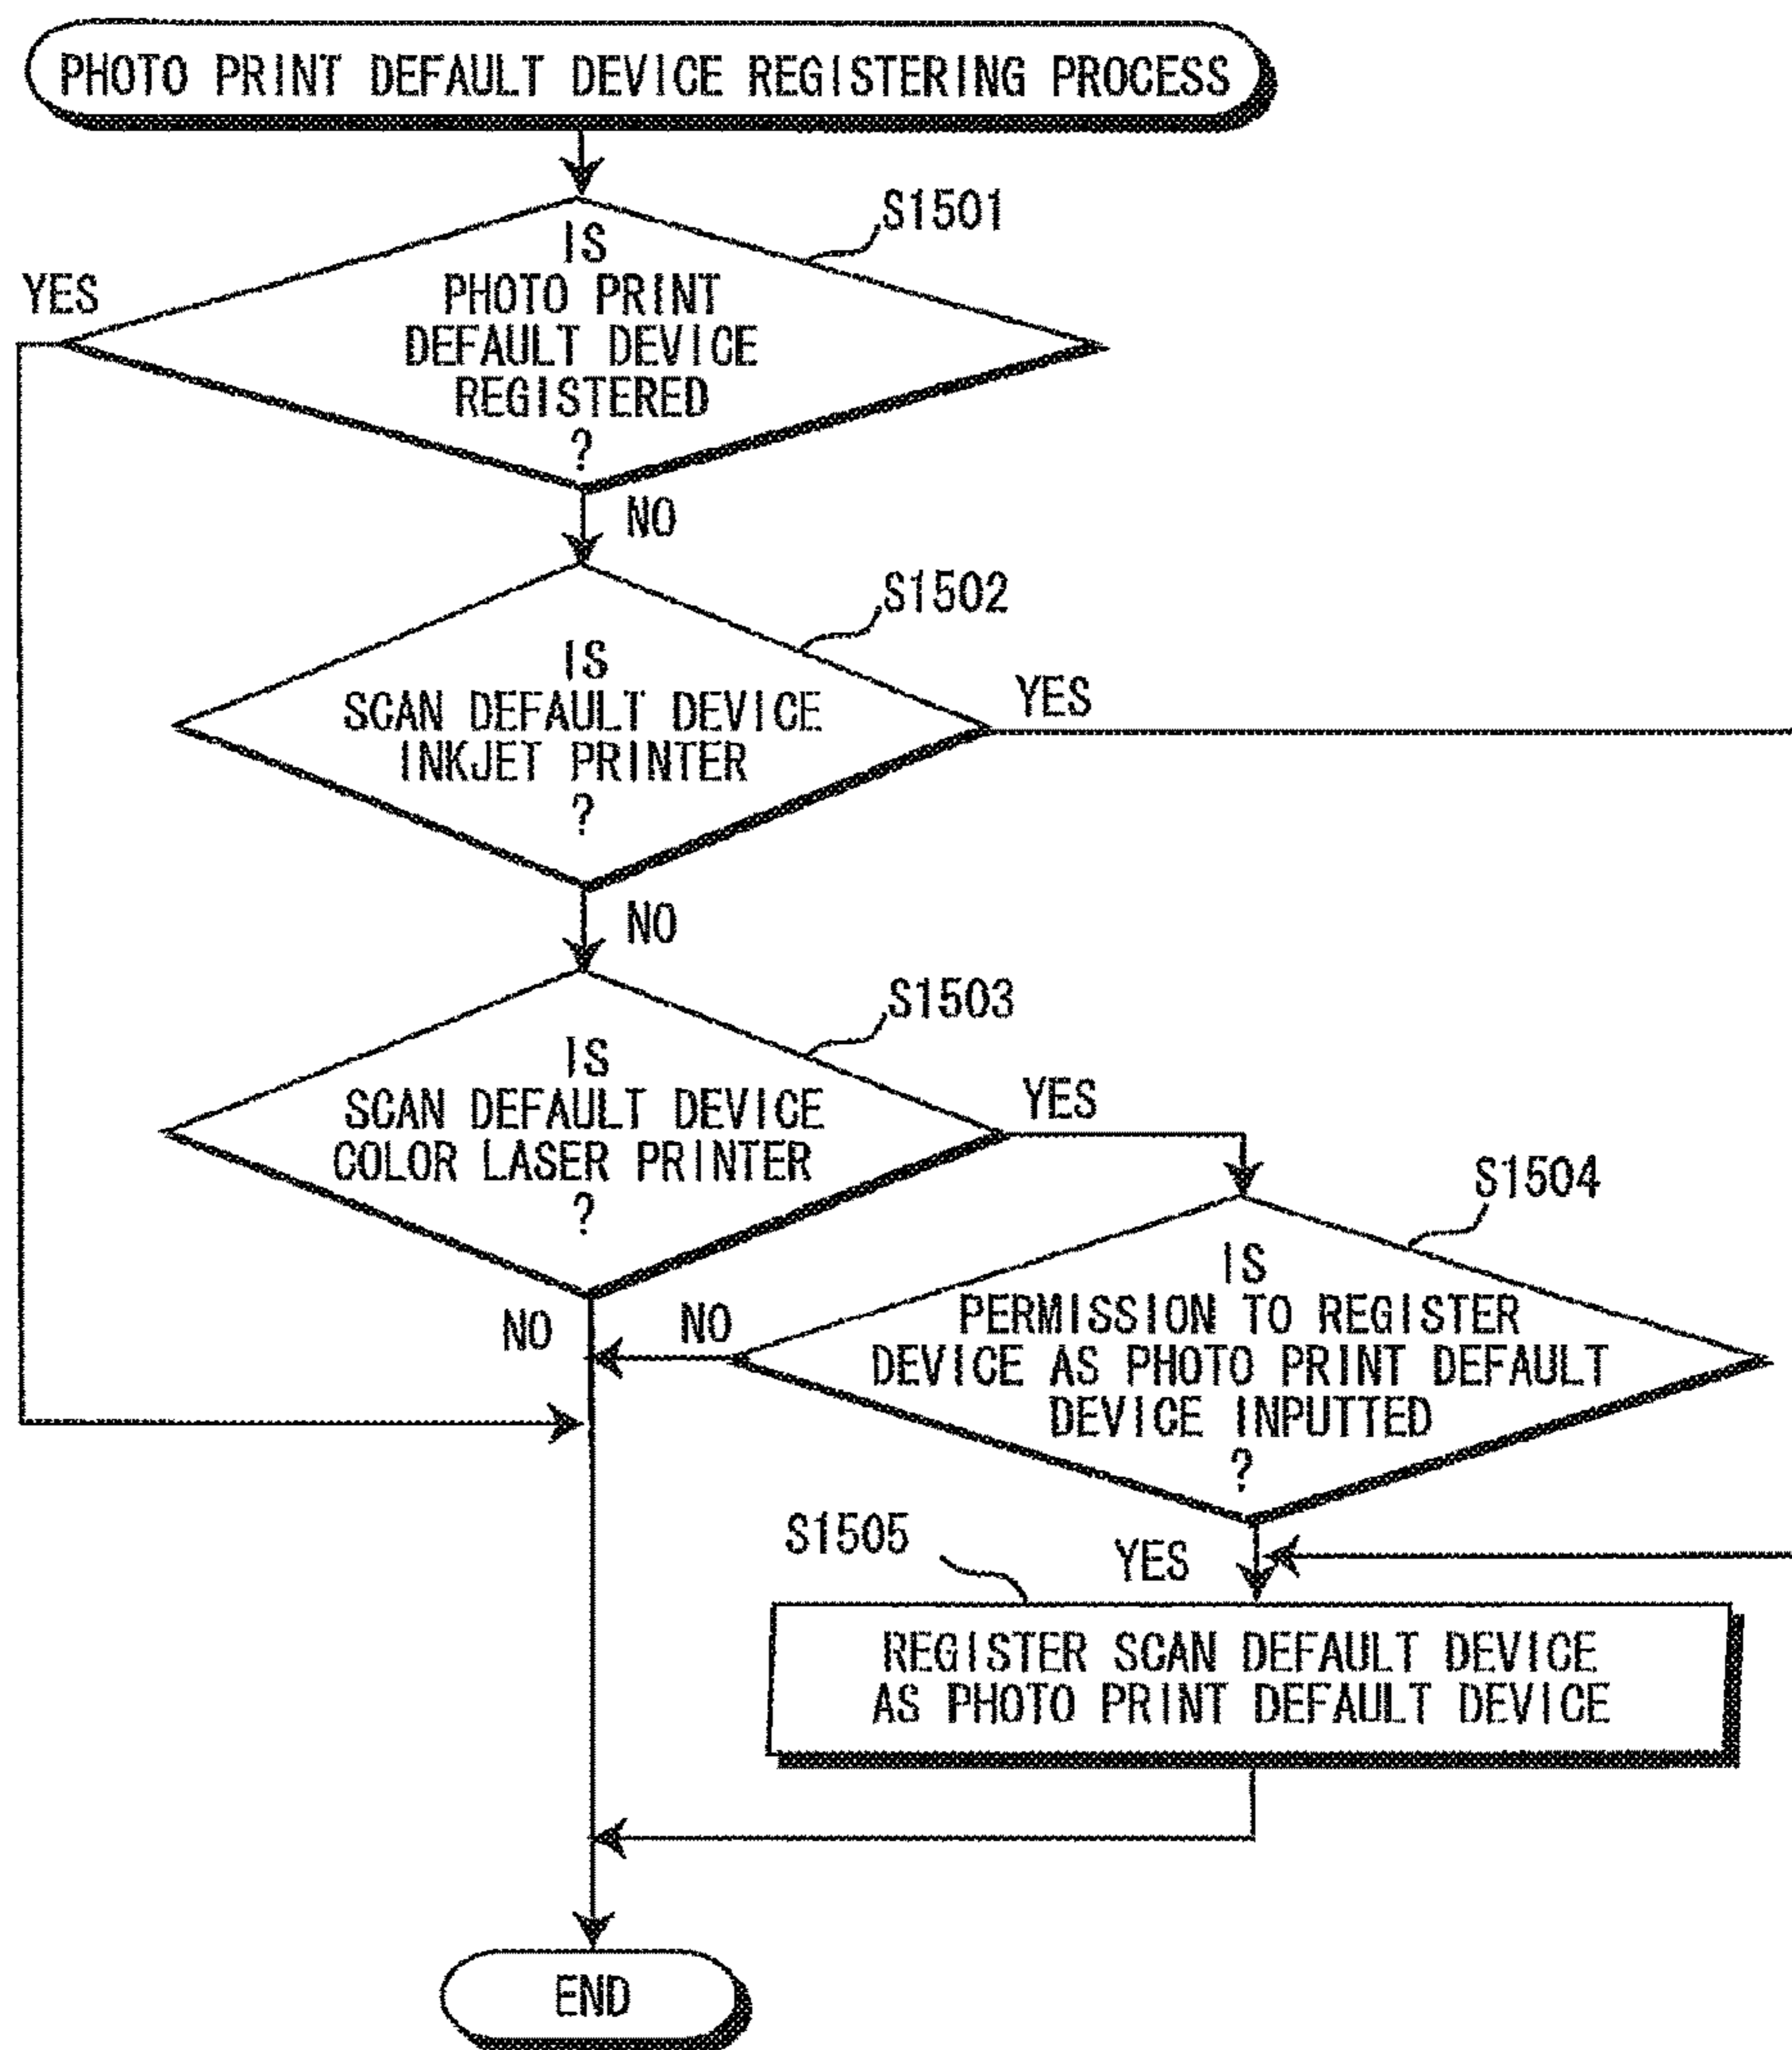 PHOTO PRINT DEFAULT DEVICE REGISTERING PROCESS
S1501
IS
PHOTO PRINT
DEFAULT DEVICE
REGISTERED
?
YES
NO
S1502
IS
SCAN DEFAULT DEVICE
INKJET PRINTER
?
YES
NO
S1503
IS
SCAN DEFAULT DEVICE
COLOR LASER PRINTER
?
YES
NO
S1504
IS
PERMISSION TO REGISTER
DEVICE AS PHOTO PRINT DEFAULT
DEVICE INPUTTED
?
NO
YES
S1505
REGISTER SCAN DEFAULT DEVICE
AS PHOTO PRINT DEFAULT DEVICE
END